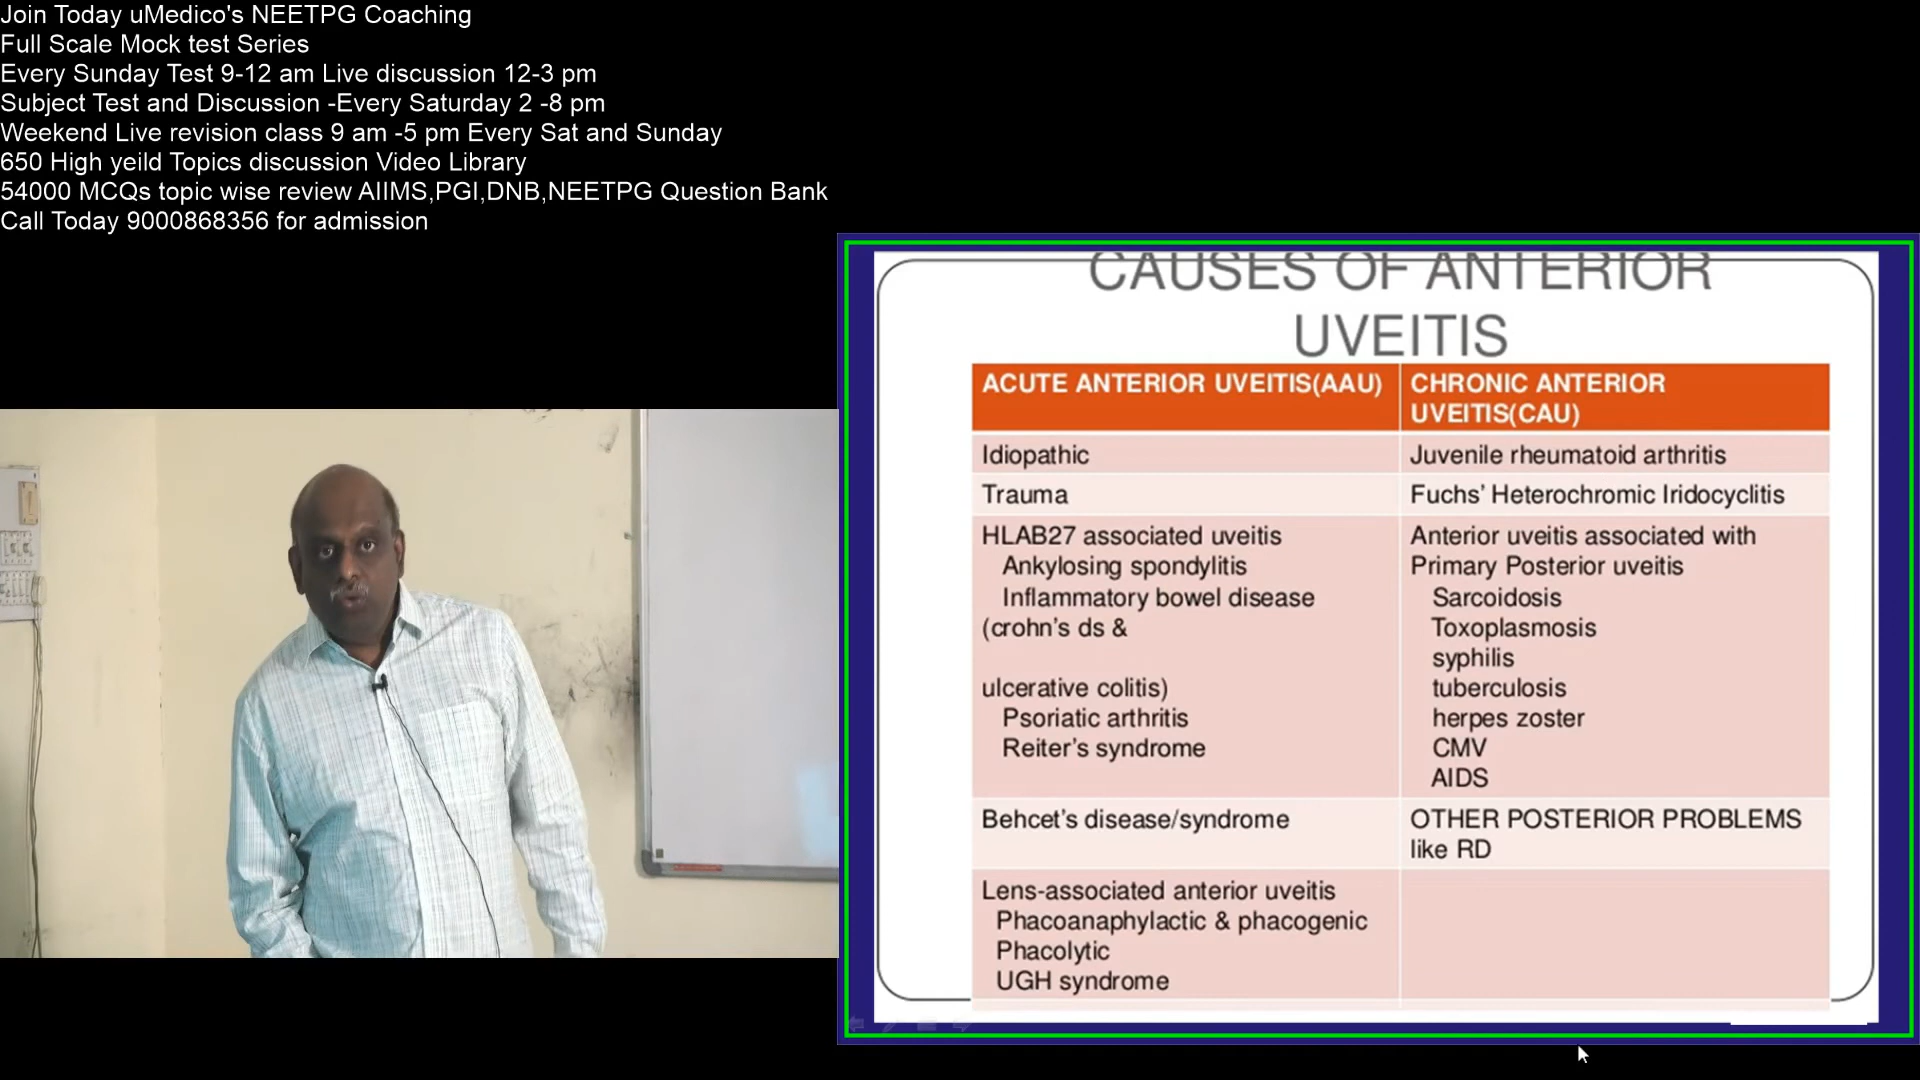 Join Today uMedico's NEETPG Coaching
Full Scale Mock test Series
Every Sunday Test 9-12 am Live discussion 12-3 pm
Subject Test and Discussion -Every Saturday 2 -8 pm
Weekend Live revision class 9 am -5 pm Every Sat and Sunday
650 High yeild Topics discussion Video Library
54000 MCQs topic wise review AIIMS,PGI,DNB,NEETPG Question Bank
Call Today 9000868356 for admission
CAUSES OF ANTERIOR
UVEITIS
ACUTE ANTERIOR UVEITIS(AAU)
CHRONIC ANTERIOR
UVEITIS(CAU)
Idiopathic
Juvenile rheumatoid arthritis
Trauma
Fuchs' Heterochromic Iridocyclitis
HLAB27 associated uveitis
Ankylosing spondylitis
Inflammatory bowel disease
(crohn's ds &
ulcerative colitis)
Psoriatic arthritis
Reiter's syndrome
Anterior uveitis associated with
Primary Posterior uveitis
Sarcoidosis
Toxoplasmosis
syphilis
tuberculosis
herpes zoster
CMV
AIDS
Behcet's disease/syndrome
OTHER POSTERIOR PROBLEMS
like RD
Lens-associated anterior uveitis
Phacoanaphylactic & phacogenic
Phacolytic
UGH syndrome